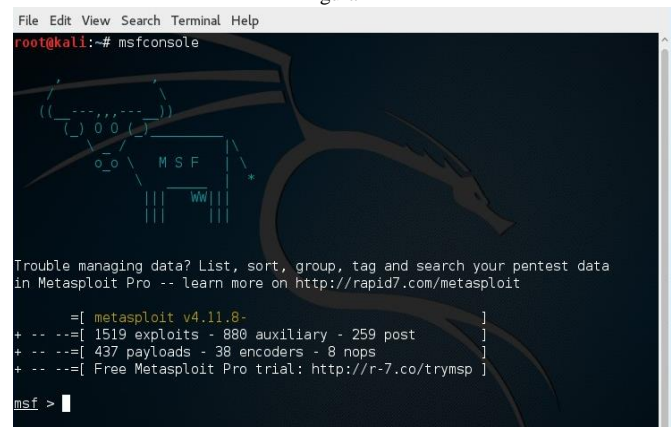 File Edit View Search Terminal Help
root@kali:~# msfconsole
M S F
Trouble managing data? List, sort, group, tag and search your pentest data
in Metasploit Pro -- learn more on http://rapid7.com/metasploit
=[ metasploit v4.11.8- ]
+ -- --=[ 1519 exploits - 880 auxiliary - 259 post ]
+ -- --=[ 437 payloads - 38 encoders - 8 nops ]
+ -- --=[ Free Metasploit Pro trial: http://r-7.co/trymsp ]
msf >